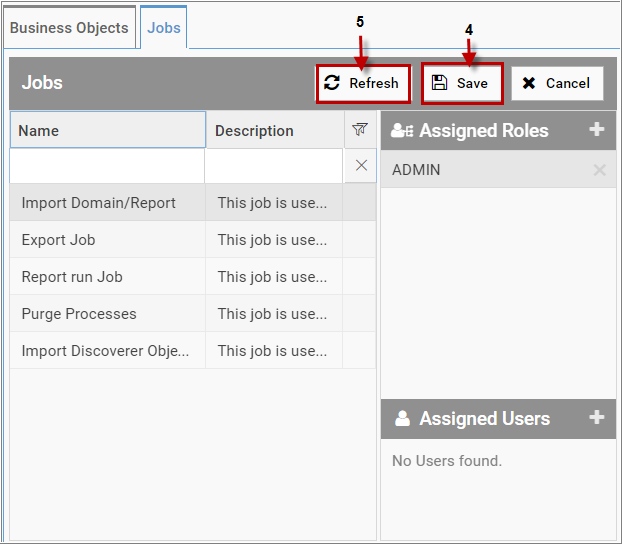 5
4
Business Objects
Jobs
Jobs
Refresh
Save
Cancel
Name
Description
Assigned Roles
ADMIN
Import Domain/Report
This job is use...
Export Job
This job is use...
Report run Job
This job is use...
Purge Processes
This job is use...
Import Discoverer Obje...
This job is use...
Assigned Users
No Users found.